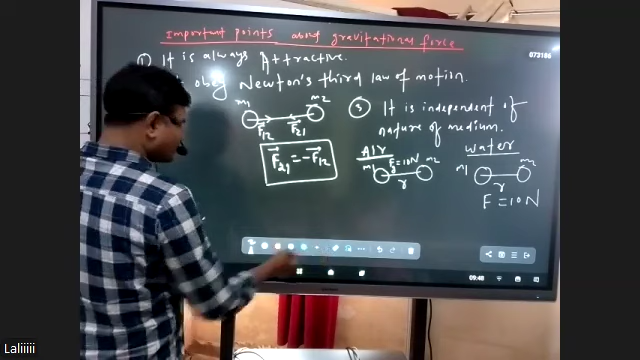 Important points about gravitational force
① It is always Attractive.
obey Newton's third law of motion.
m1 m2
F12 F21
F21 = -F12
③ It is independent of
nature of medium.
Air
m1 Fg=10N m2
r
water
m1 m2
r
F = 10N
073186
09:48
Laliiiii